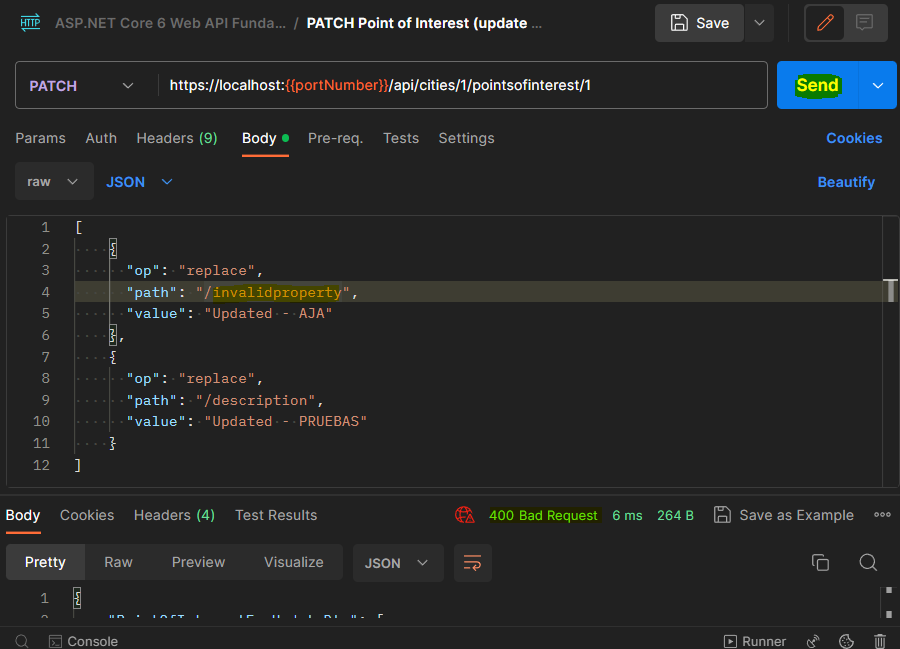 HTTP ASP.NET Core 6 Web API Funda... / PATCH Point of Interest (update ... Save
PATCH https://localhost:{{portNumber}}/api/cities/1/pointsofinterest/1 Send
Params Auth Headers (9) Body Pre-req. Tests Settings Cookies
raw JSON Beautify
1 [
2 {
3 "op": "replace",
4 "path": "/invalidproperty",
5 "value": "Updated - AJA"
6 },
7 {
8 "op": "replace",
9 "path": "/description",
10 "value": "Updated - PRUEBAS"
11 }
12 ]
Body Cookies Headers (4) Test Results 400 Bad Request 6 ms 264 B Save as Example
Pretty Raw Preview Visualize JSON
1 {
Console Runner